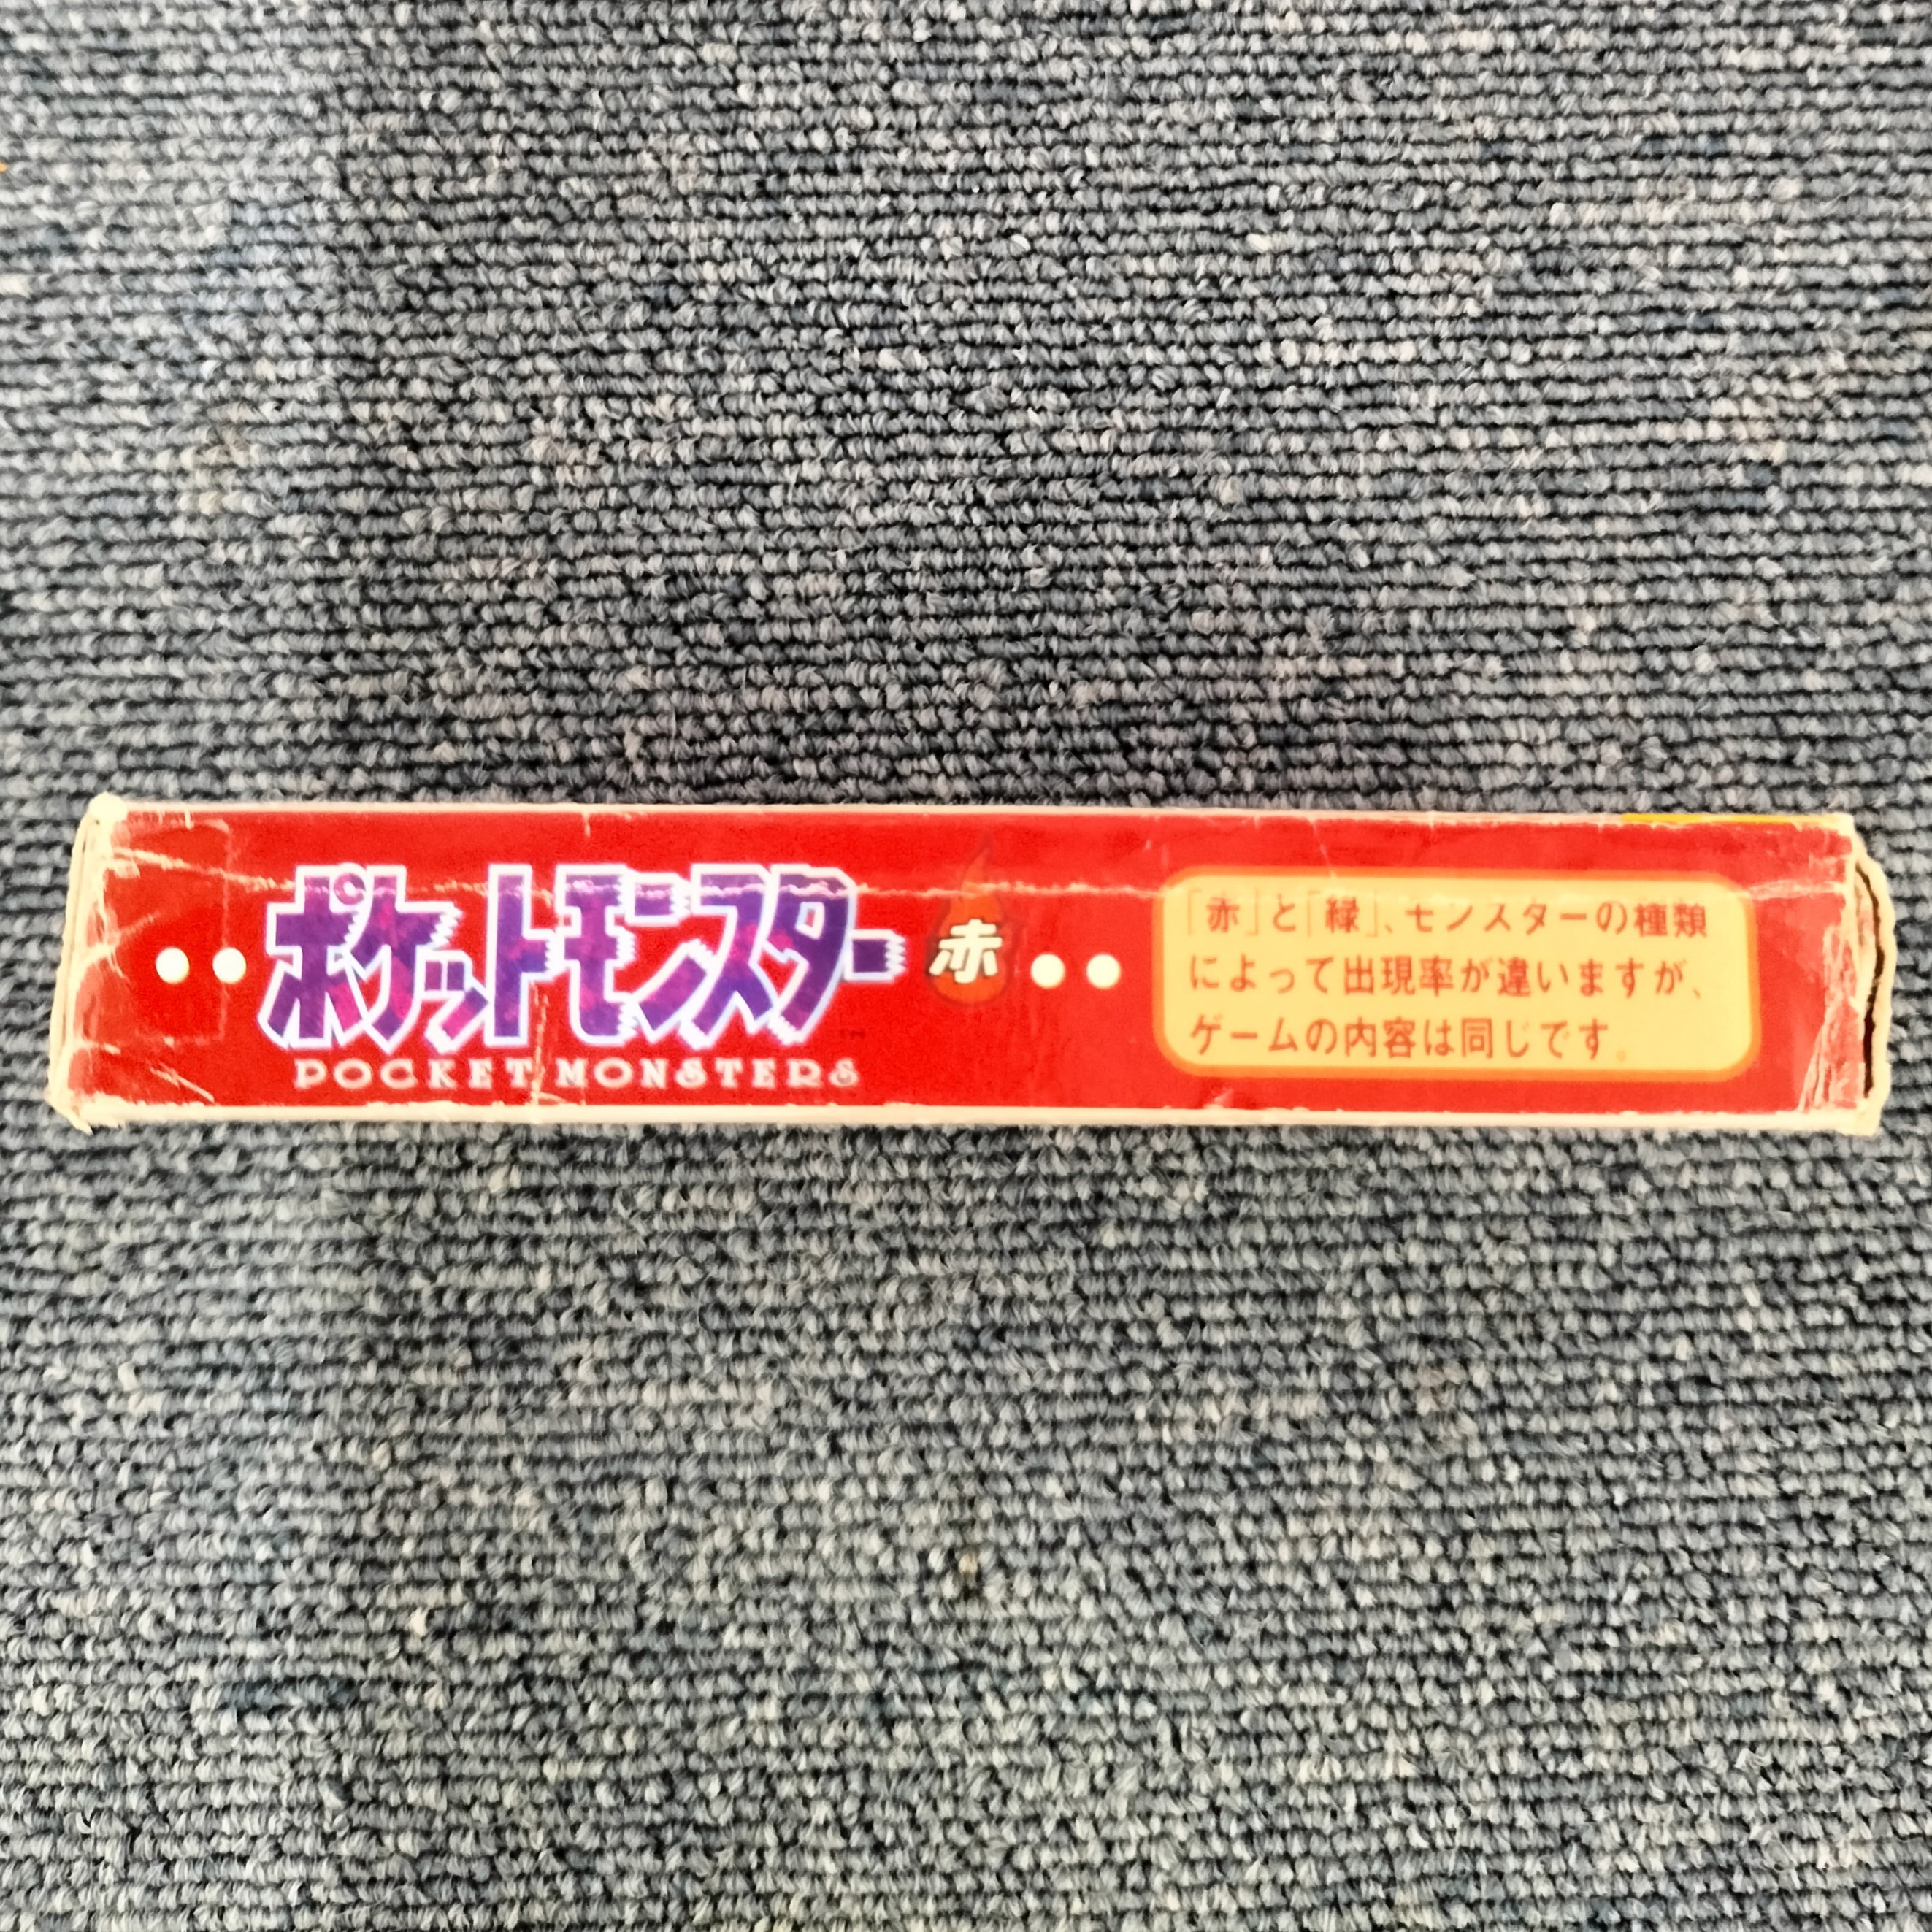 ポケットモンスター 赤
POCKET MONSTERS
「赤」と「緑」、モンスターの種類
によって出現率が違いますが、
ゲームの内容は同じです。